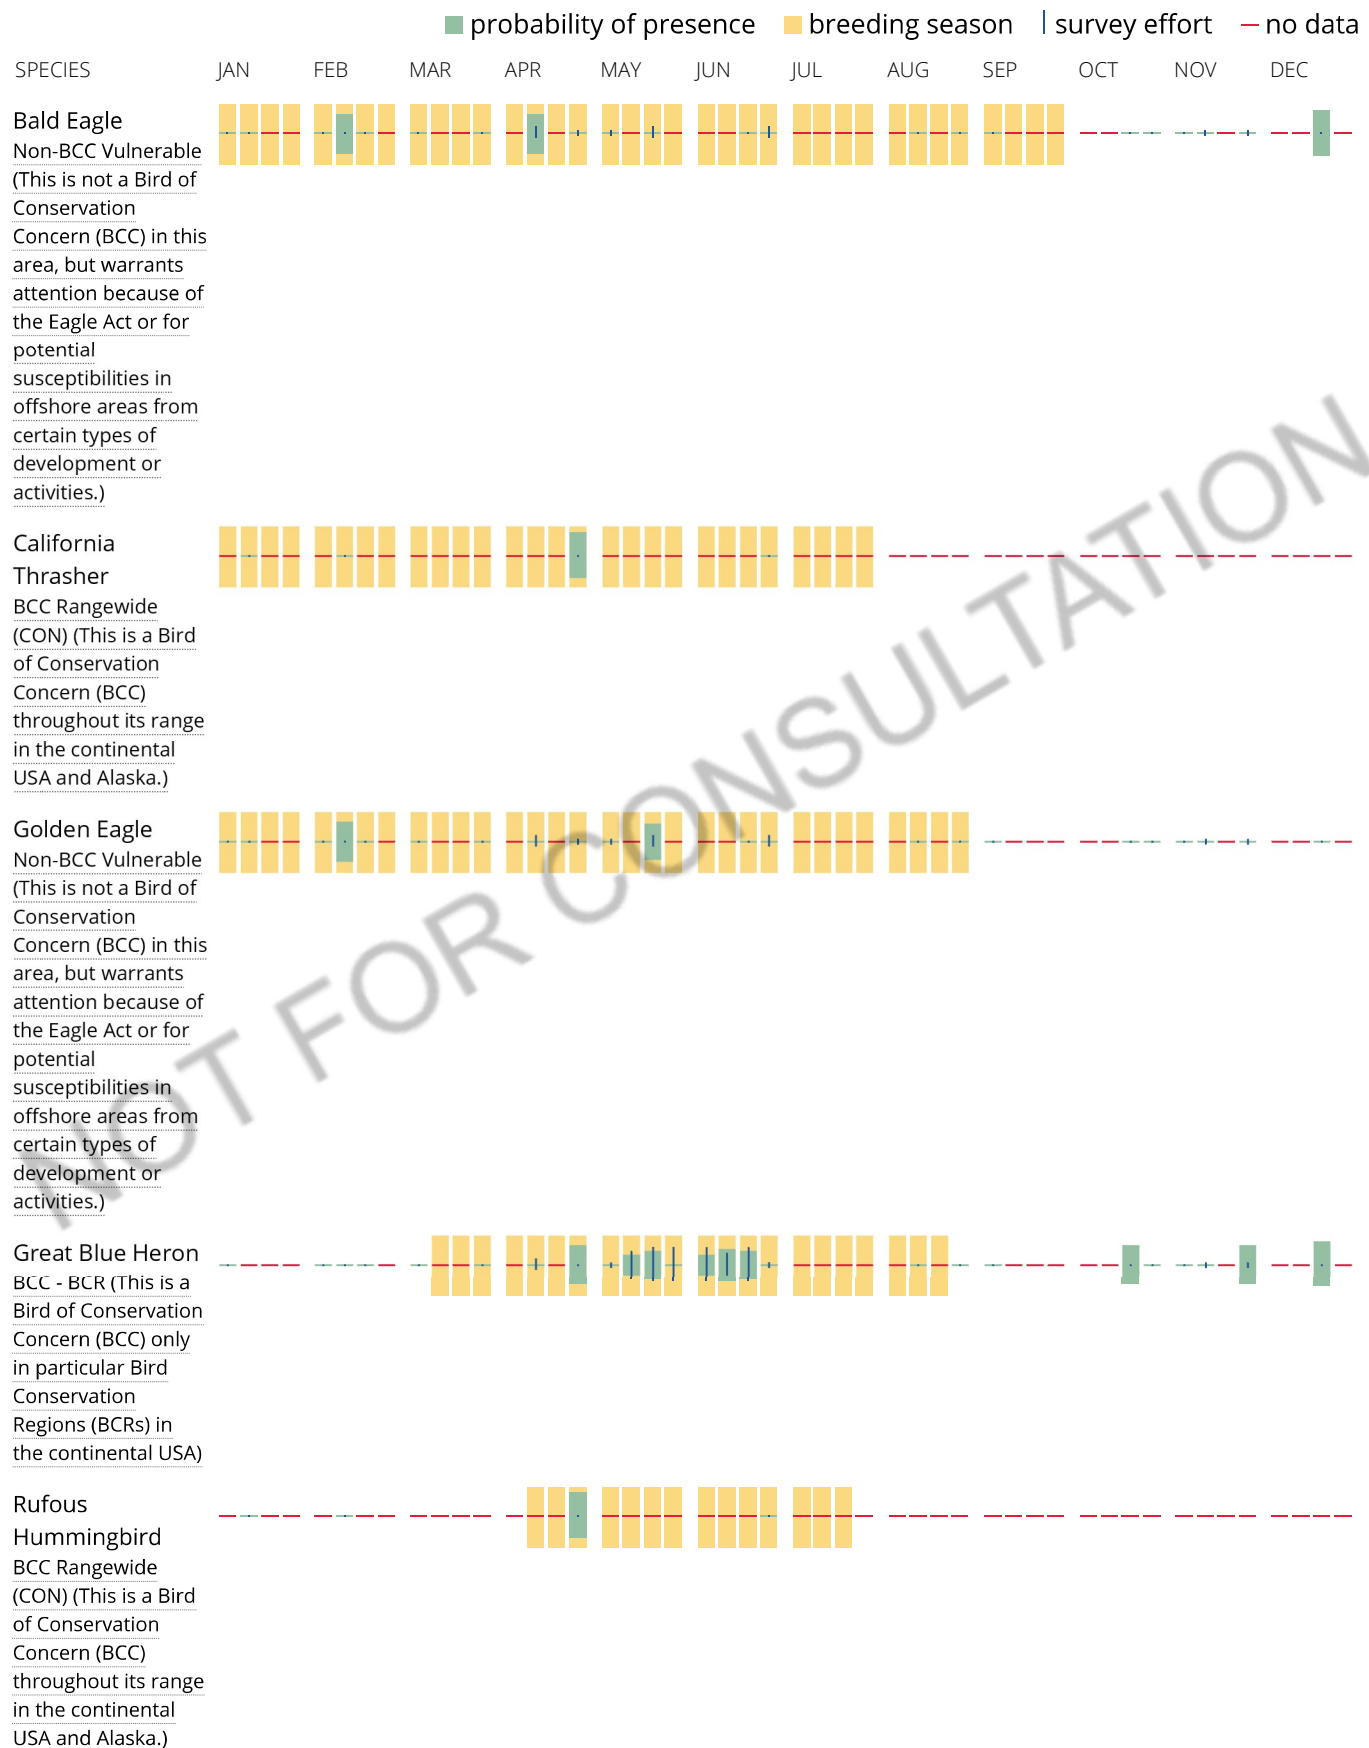 probability of presence breeding season survey effort no data
SPECIES JAN FEB MAR APR MAY JUN JUL AUG SEP OCT NOV DEC
Bald Eagle
Non-BCC Vulnerable
(This is not a Bird of
Conservation
Concern (BCC) in this
area, but warrants
attention because of
the Eagle Act or for
potential
susceptibilities in
offshore areas from
certain types of
development or
activities.)
California
Thrasher
BCC Rangewide
(CON) (This is a Bird
of Conservation
Concern (BCC)
throughout its range
in the continental
USA and Alaska.)
Golden Eagle
Non-BCC Vulnerable
(This is not a Bird of
Conservation
Concern (BCC) in this
area, but warrants
attention because of
the Eagle Act or for
potential
susceptibilities in
offshore areas from
certain types of
development or
activities.)
Great Blue Heron
BCC - BCR (This is a
Bird of Conservation
Concern (BCC) only
in particular Bird
Conservation
Regions (BCRs) in
the continental USA)
Rufous
Hummingbird
BCC Rangewide
(CON) (This is a Bird
of Conservation
Concern (BCC)
throughout its range
in the continental
USA and Alaska.)
NOT FOR CONSULTATION